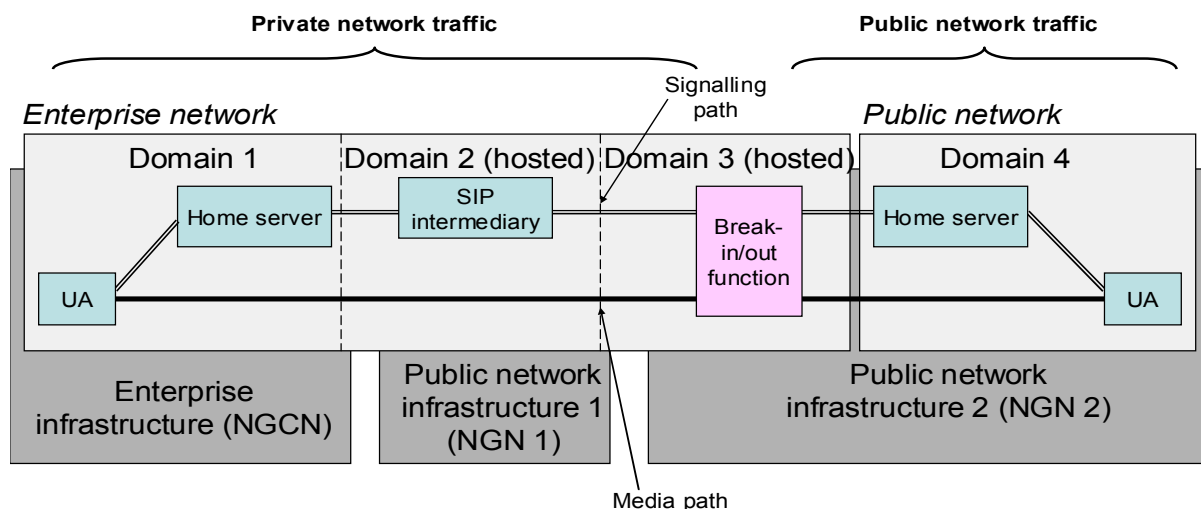 Private network traffic
Public network traffic
Signalling
path
Enterprise network
Public network
Domain 1
Domain 2 (hosted)
Domain 3 (hosted)
Domain 4
Home server
SIP
intermediary
Break-
in/out
function
Home server
UA
UA
Enterprise
infrastructure (NGCN)
Public network
infrastructure 1
(NGN 1)
Public network
infrastructure 2 (NGN 2)
Media path